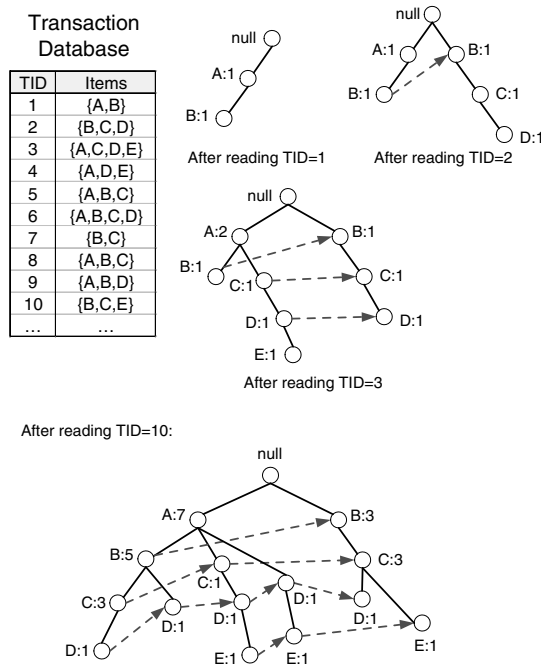 Transaction
Database
TID Items
1 {A,B}
2 {B,C,D}
3 {A,C,D,E}
4 {A,D,E}
5 {A,B,C}
6 {A,B,C,D}
7 {B,C}
8 {A,B,C}
9 {A,B,D}
10 {B,C,E}
... ...
null
A:1
B:1
After reading TID=1
null
A:1 B:1
B:1 C:1
D:1
After reading TID=2
null
A:2 B:1
B:1 C:1 C:1
D:1 D:1
E:1
After reading TID=3
After reading TID=10:
null
A:7 B:3
B:5 C:3
C:1
C:3 D:1 D:1 D:1 D:1
D:1 E:1 E:1 E:1